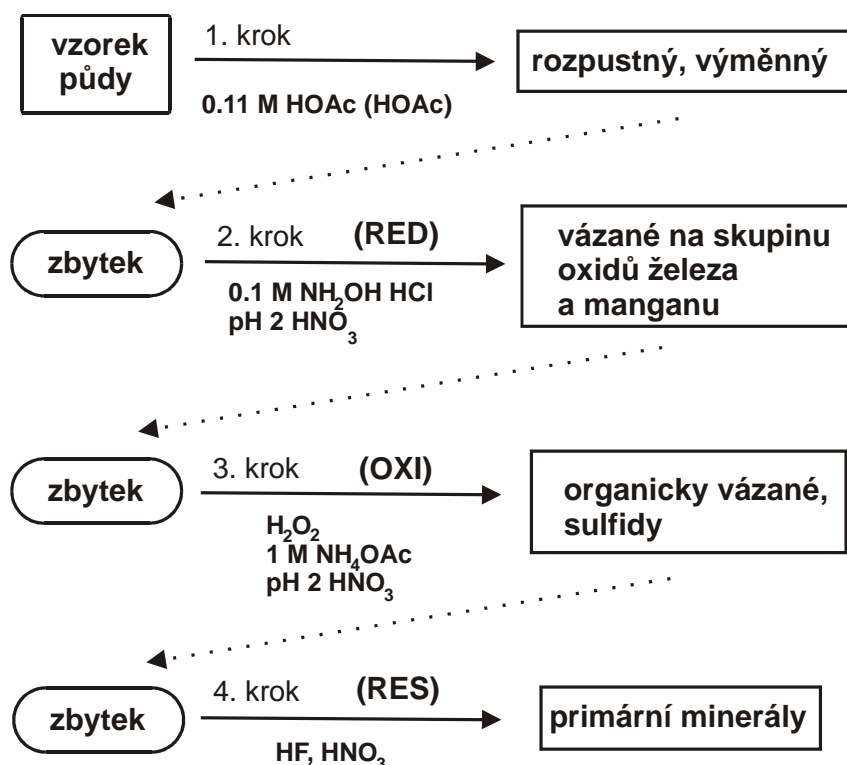 vzorek
půdy
1. krok
0.11 M HOAc (HOAc)
rozpustný, výměnný
zbytek
2. krok (RED)
0.1 M NH₂OH HCl
pH 2 HNO₃
vázané na skupinu
oxidů železa
a manganu
zbytek
3. krok (OXI)
H₂O₂
1 M NH₄OAc
pH 2 HNO₃
organicky vázané,
sulfidy
zbytek
4. krok (RES)
HF, HNO₃
primární minerály